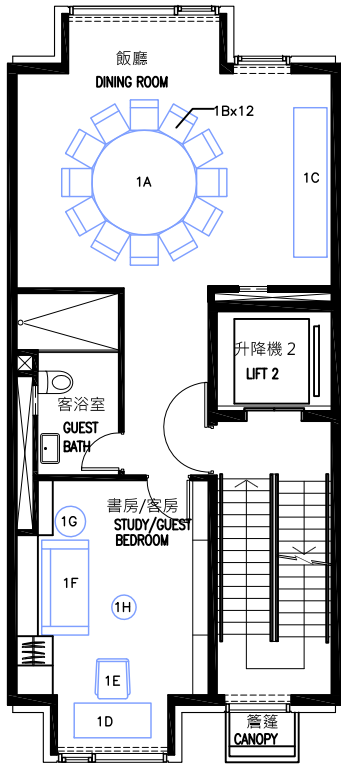 飯廳
DINING ROOM
1Bx12
1A
1C
升降機 2
LIFT 2
客浴室
GUEST
BATH
書房/客房
STUDY/GUEST
BEDROOM
1G
1F
1H
1E
1D
簷篷
CANOPY